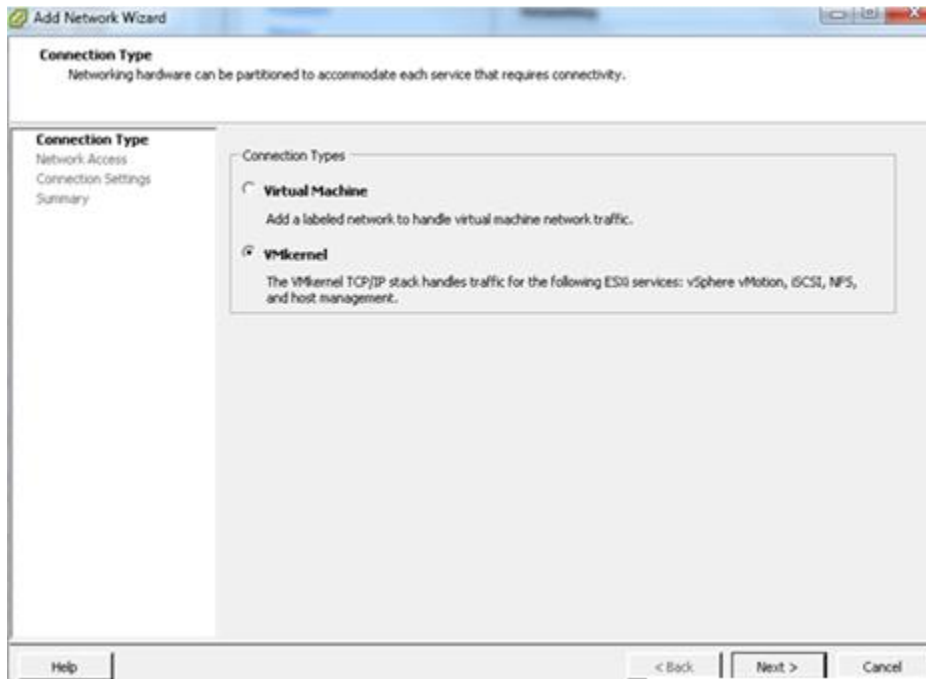 Add Network Wizard
Connection Type
Networking hardware can be partitioned to accommodate each service that requires connectivity.
Connection Type
Network Access
Connection Settings
Summary
Connection Types
Virtual Machine
Add a labeled network to handle virtual machine network traffic.
VMkernel
The VMkernel TCP/IP stack handles traffic for the following ESXi services: vSphere vMotion, iSCSI, NFS,
and host management.
Help
< Back
Next >
Cancel